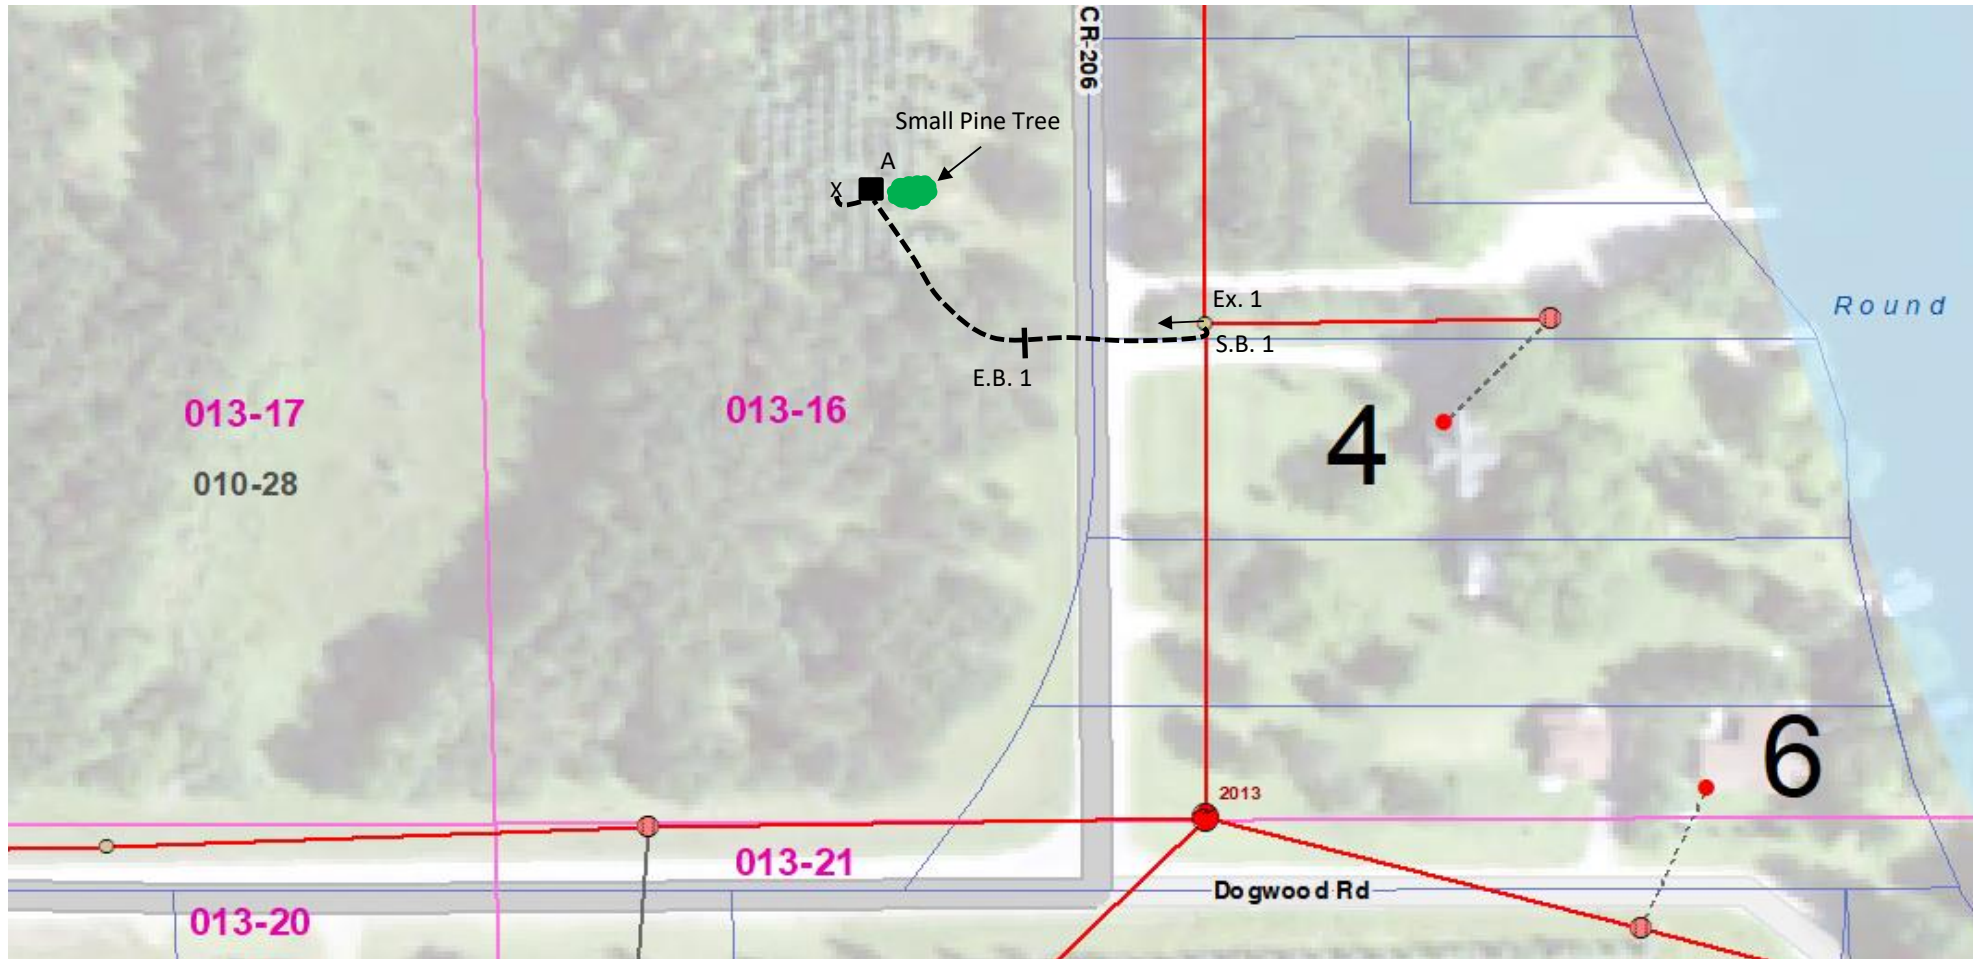 CR-206
Small Pine Tree
A
X
Ex. 1
Round
S.B. 1
E.B. 1
013-17
013-16
4
010-28
6
2013
013-21
Dogwood Rd
013-20